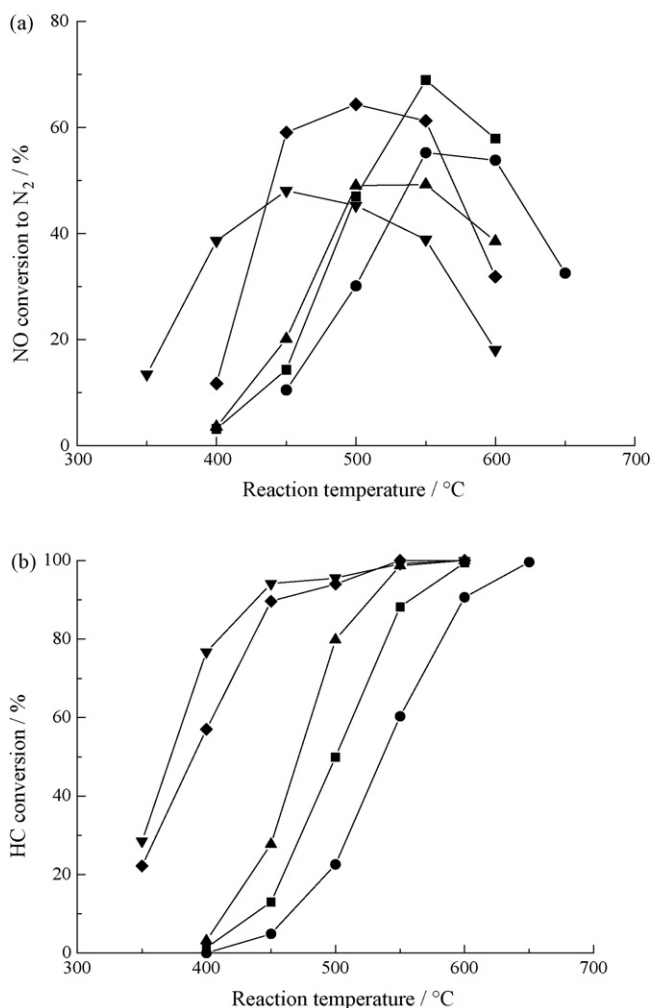 (a)
80
60
40
20
0
NO conversion to N₂ / %
300 400 500 600 700
Reaction temperature / °C
(b)
100
80
60
40
20
0
HC conversion / %
300 400 500 600 700
Reaction temperature / °C